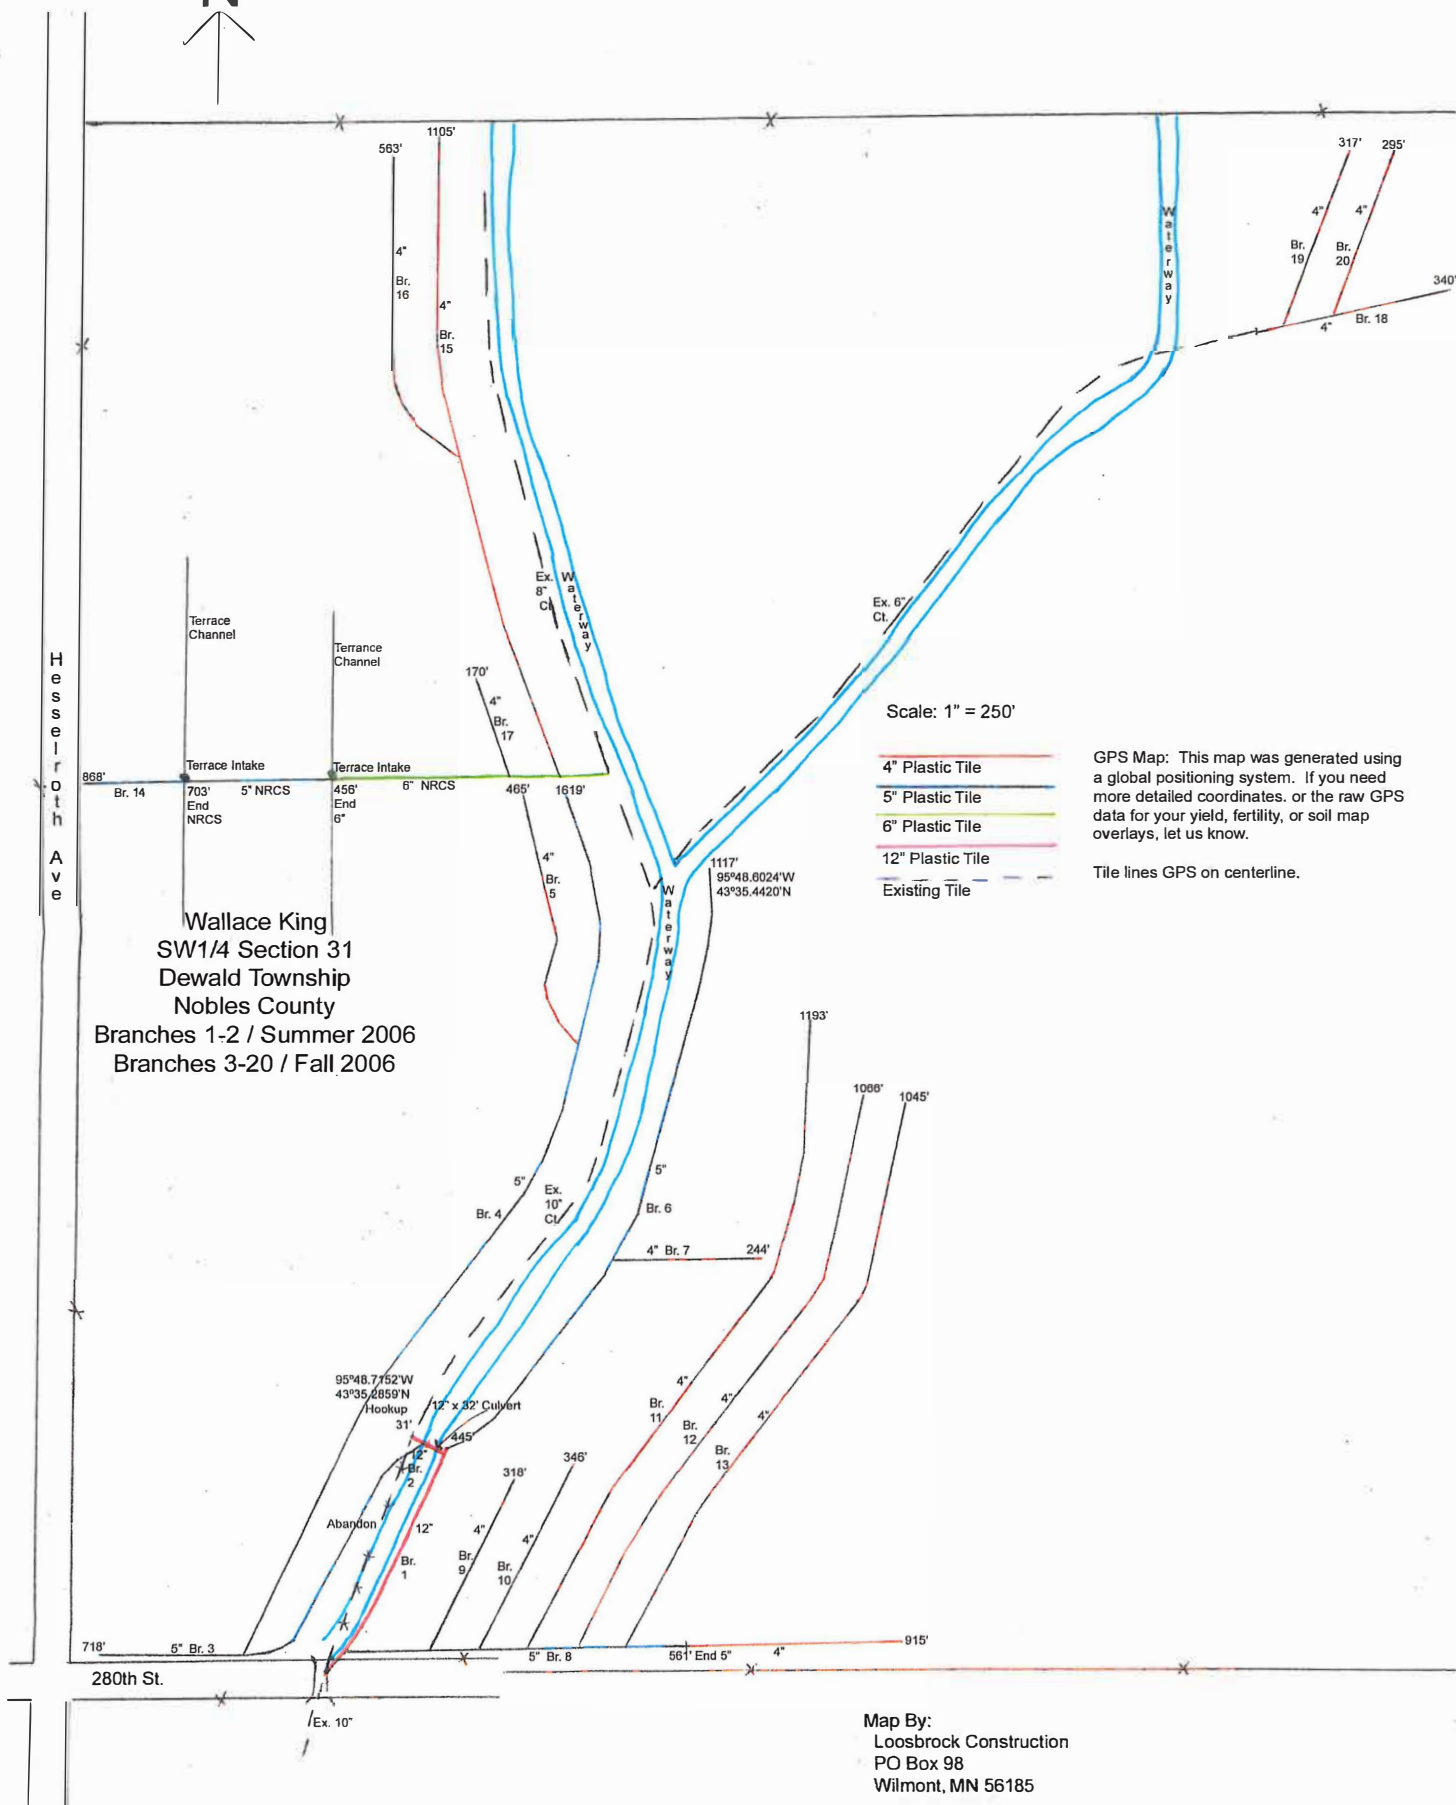 N
1105'
563'
317' 295'
4"
Br.
16
4"
Br.
15
Waterway
4"
Br.
19
4"
Br.
20
340'
4" Br. 18
Ex.
8"
Ct.
Waterway
Ex. 6"
Ct.
Terrace
Channel
Terrance
Channel
Hesselroth Ave
170'
4"
Br.
17
868'
Br. 14
Terrace Intake
703'
End
NRCS
5" NRCS
Terrace Intake
456'
End
6"
6" NRCS
465' 1619'
Scale: 1" = 250'
4" Plastic Tile
5" Plastic Tile
6" Plastic Tile
12" Plastic Tile
Existing Tile
GPS Map: This map was generated using
a global positioning system. If you need
more detailed coordinates. or the raw GPS
data for your yield, fertility, or soil map
overlays, let us know.
Tile lines GPS on centerline.
4"
Br.
5
1117'
95º48.6024'W
43º35.4420'N
Waterway
Wallace King
SW1/4 Section 31
Dewald Township
Nobles County
Branches 1-2 / Summer 2006
Branches 3-20 / Fall 2006
1193'
1066'
1045'
5"
Br. 4
Ex.
10"
Ct.
5"
Br. 6
4" Br. 7 244'
95º48.7152'W
43º35.2859'N
Hookup
31'
12" x 32' Culvert
445'
12"
Br.
2
4"
Br.
11
4"
Br.
12
4"
Br.
13
318'
346'
Abandon
12"
Br.
1
4"
Br.
9
4"
Br.
10
718'
5" Br. 3
5" Br. 8
561' End 5"
4"
915'
280th St.
Ex. 10"
Map By:
Loosbrock Construction
PO Box 98
Wilmont, MN 56185